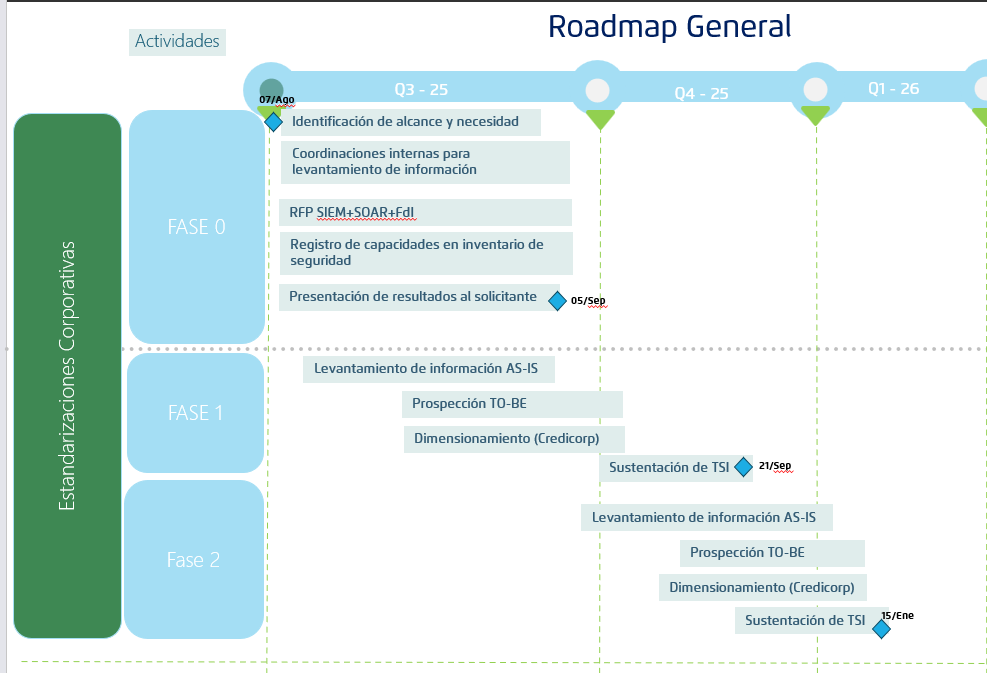 Roadmap General
Actividades
Q3 - 25
Q4 - 25
Q1 - 26
07/Ago
Estandarizaciones Corporativas
FASE 0
Identificación de alcance y necesidad
Coordinaciones internas para
levantamiento de información
RFP SIEM+SOAR+FdI
Registro de capacidades en inventario de
seguridad
Presentación de resultados al solicitante
05/Sep
FASE 1
Levantamiento de información AS-IS
Prospección TO-BE
Dimensionamiento (Credicorp)
Sustentación de TSI
21/Sep
Fase 2
Levantamiento de información AS-IS
Prospección TO-BE
Dimensionamiento (Credicorp)
Sustentación de TSI
15/Ene